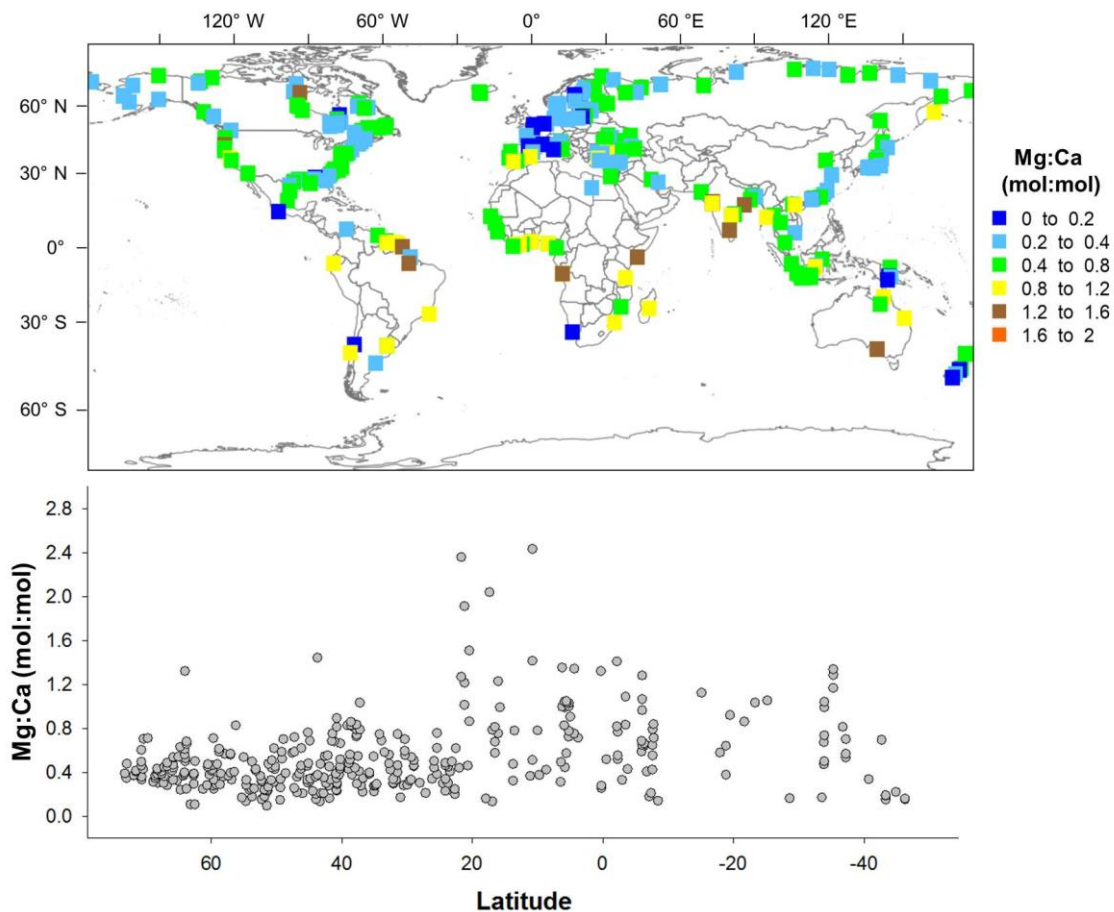 120° W 60° W 0° 60° E 120° E
60° N
30° N
0°
30° S
60° S
Mg:Ca
(mol:mol)
0 to 0.2
0.2 to 0.4
0.4 to 0.8
0.8 to 1.2
1.2 to 1.6
1.6 to 2
Mg:Ca (mol:mol)
2.8
2.4
2.0
1.6
1.2
0.8
0.4
0.0
60 40 20 0 -20 -40
Latitude